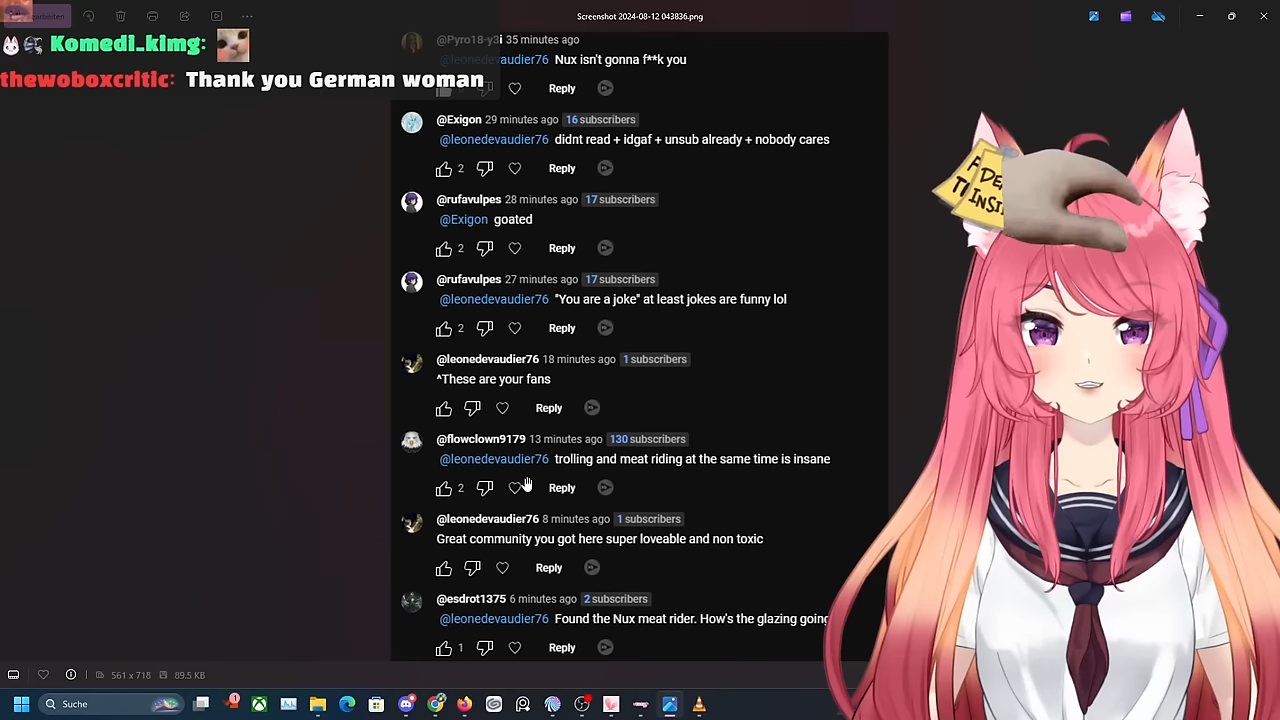 Screenshot 2024-08-12 043836.png
Komedi_kimg:
thewoboxcritic: Thank you German woman
@Pyro18-y3i 35 minutes ago
Nux isn't gonna f**k you
Reply
@Exigon 29 minutes ago 16 subscribers
@leonedevaudier76 didnt read + idgaf + unsub already + nobody cares
2 Reply
@rufavulpes 28 minutes ago 17 subscribers
@Exigon goated
2 Reply
@rufavulpes 27 minutes ago 17 subscribers
@leonedevaudier76 "You are a joke" at least jokes are funny lol
2 Reply
@leonedevaudier76 18 minutes ago 1 subscribers
^These are your fans
Reply
@flowclown9179 13 minutes ago 130 subscribers
@leonedevaudier76 trolling and meat riding at the same time is insane
2 Reply
@leonedevaudier76 8 minutes ago 1 subscribers
Great community you got here super loveable and non toxic
Reply
@esdrot1375 6 minutes ago 2 subscribers
@leonedevaudier76 Found the Nux meat rider. How's the glazing going
1 Reply
561 x 718 89.5 KB
Suche
1